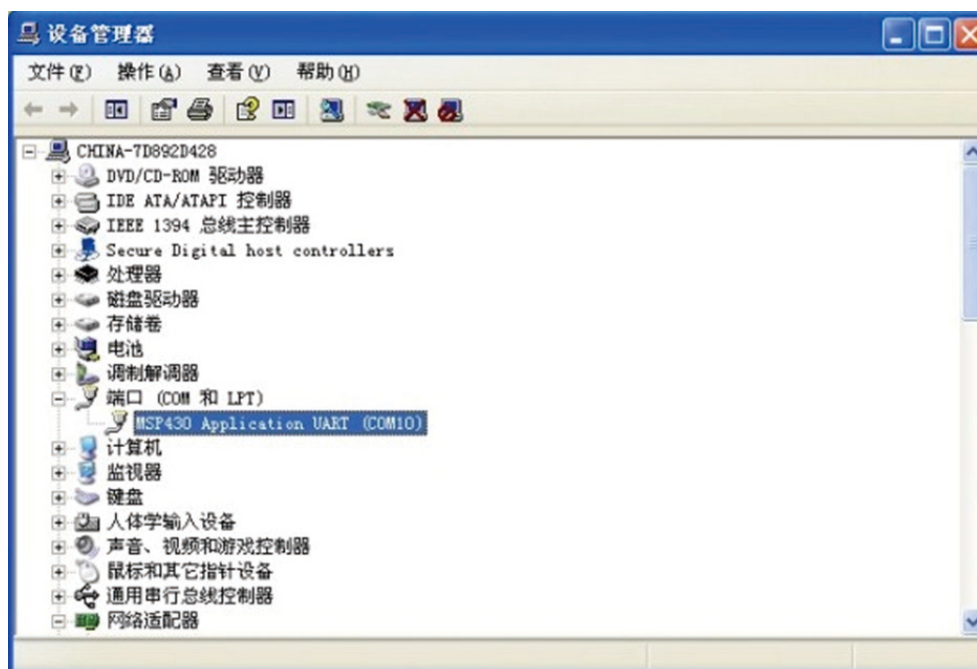 设备管理器
文件(F) 操作(A) 查看(V) 帮助(H)
CHINA-7D892D428
DVD/CD-ROM 驱动器
IDE ATA/ATAPI 控制器
IEEE 1394 总线主控制器
Secure Digital host controllers
处理器
磁盘驱动器
存储卷
电池
调制解调器
端口 (COM 和 LPT)
MSP430 Application UART (COM10)
计算机
监视器
键盘
人体学输入设备
声音、视频和游戏控制器
鼠标和其它指针设备
通用串行总线控制器
网络适配器